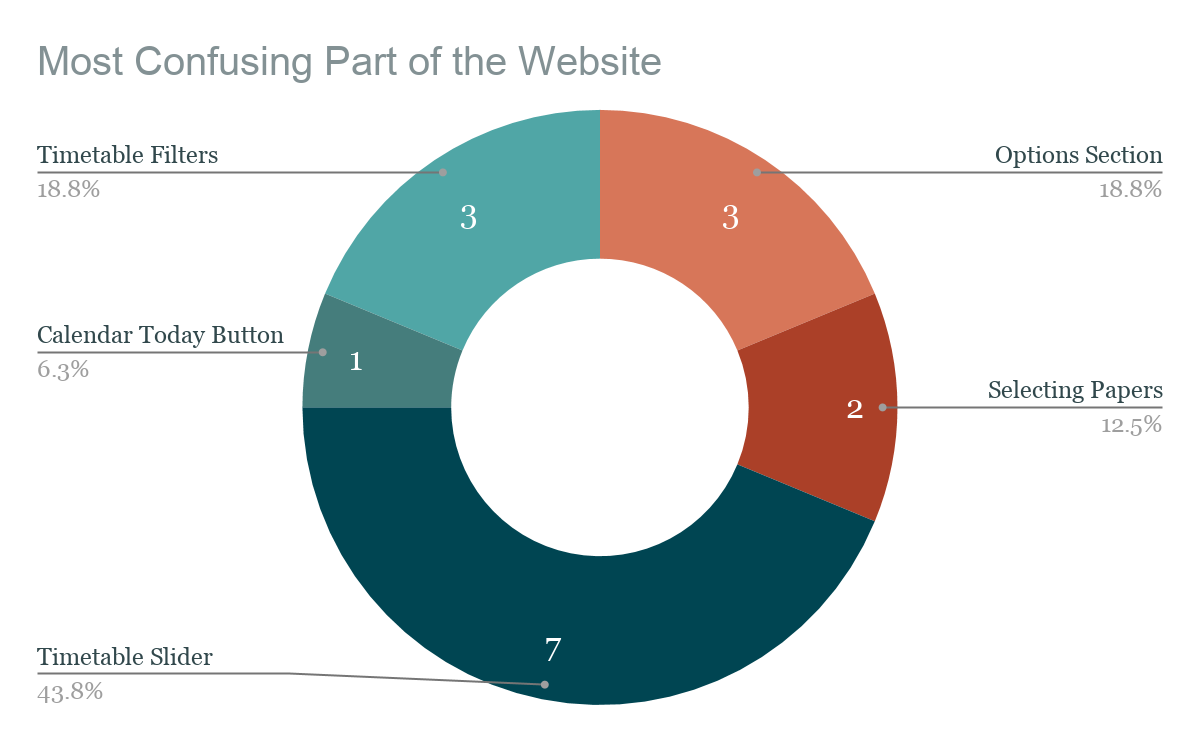 Most Confusing Part of the Website
Timetable Filters
18.8%
3
3
Options Section
18.8%
Calendar Today Button
6.3%
1
2
Selecting Papers
12.5%
Timetable Slider
43.8%
7